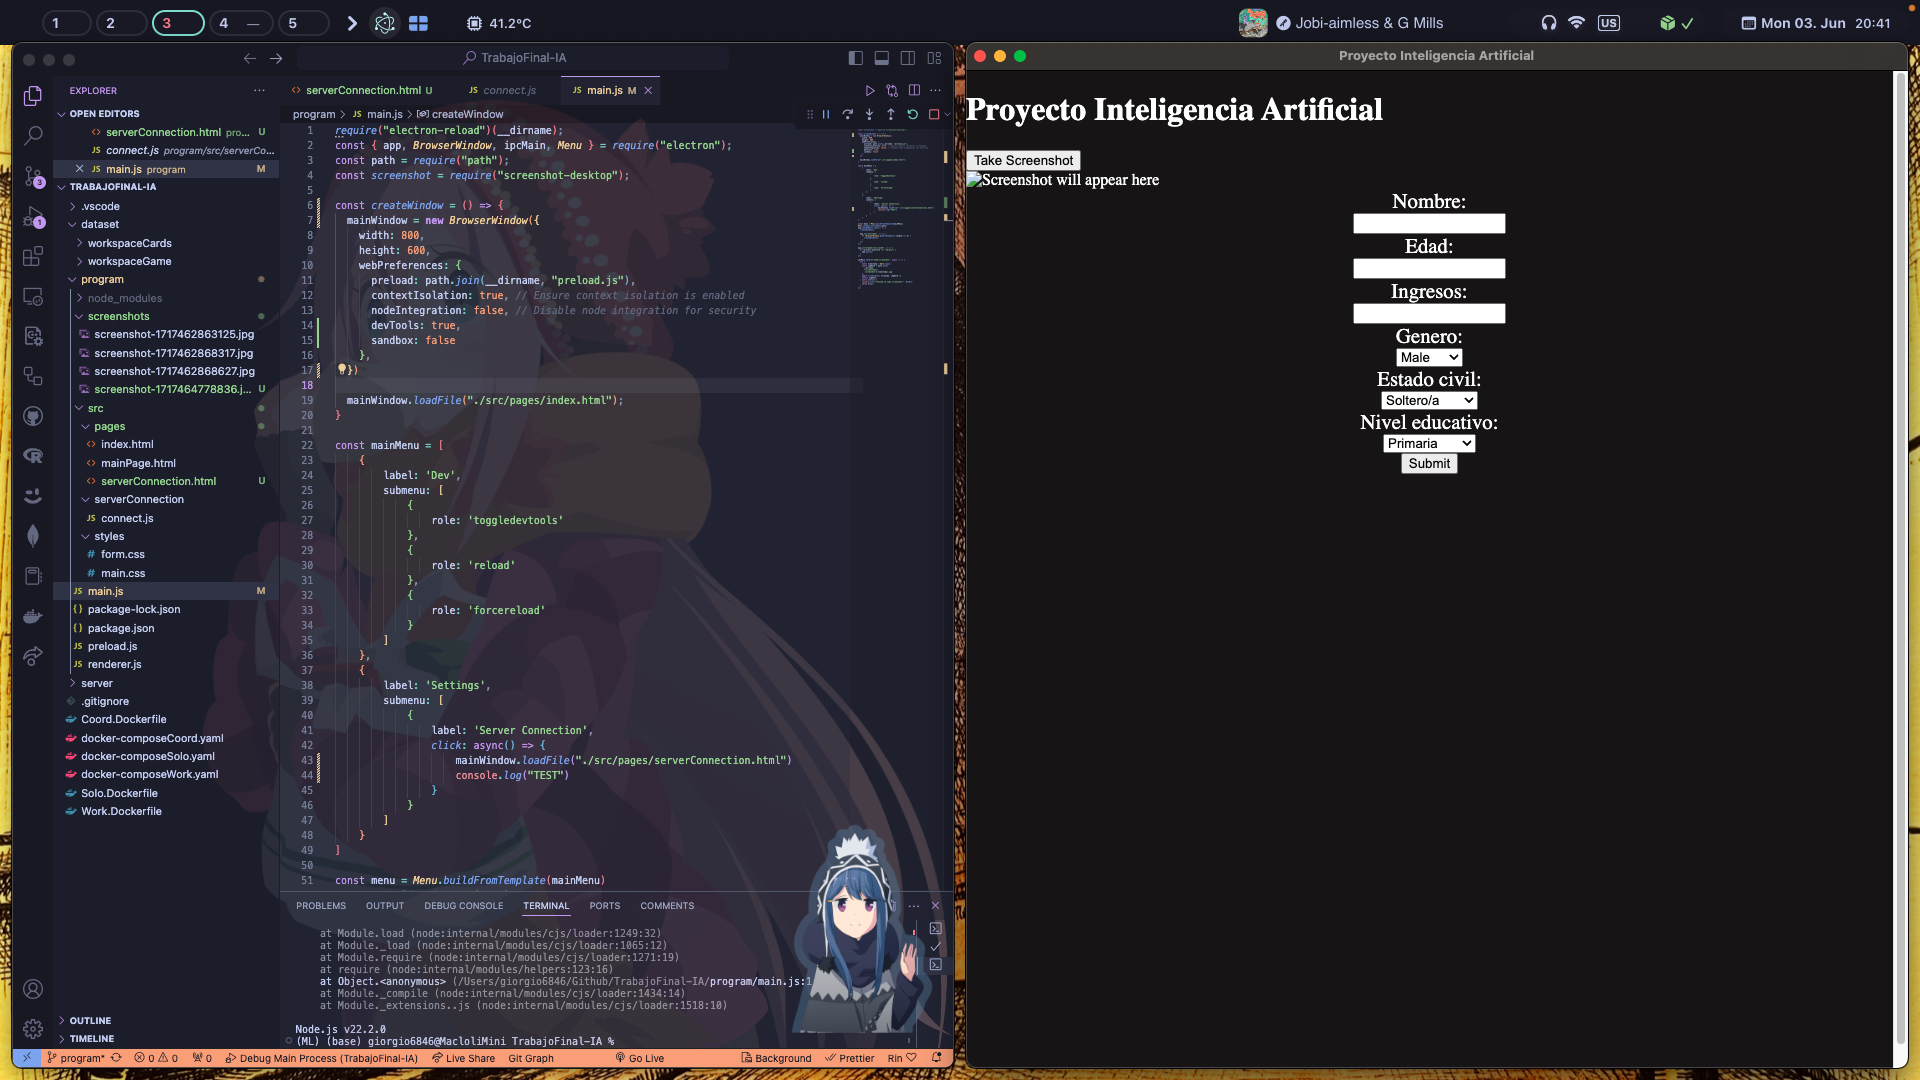 1
2
3
4 —
5
41.2°C
Jobi-aimless & G Mills
US
Mon 03. Jun 20:41
TrabajoFinal-IA
EXPLORER
OPEN EDITORS
serverConnection.html pro... U
connect.js program/src/serverCo...
main.js program M
TRABAJOFINAL-IA
.vscode
dataset
workspaceCards
workspaceGame
program
node_modules
screenshots
screenshot-1717462863125.jpg
screenshot-1717462868317.jpg
screenshot-1717462868627.jpg
screenshot-1717464778836.j... U
src
pages
index.html
mainPage.html
serverConnection.html U
serverConnection
connect.js
styles
form.css
main.css
main.js M
package-lock.json
package.json
preload.js
renderer.js
server
.gitignore
Coord.Dockerfile
docker-composeCoord.yaml
docker-composeSolo.yaml
docker-composeWork.yaml
Solo.Dockerfile
Work.Dockerfile
OUTLINE
TIMELINE
3
1
serverConnection.html U
connect.js
main.js M
program > main.js > createWindow
1 require("electron-reload")(__dirname);
2 const { app, BrowserWindow, ipcMain, Menu } = require("electron");
3 const path = require("path");
4 const screenshot = require("screenshot-desktop");
5
6 const createWindow = () => {
7 mainWindow = new BrowserWindow({
8 width: 800,
9 height: 600,
10 webPreferences: {
11 preload: path.join(__dirname, "preload.js"),
12 contextIsolation: true, // Ensure context isolation is enabled
13 nodeIntegration: false, // Disable node integration for security
14 devTools: true,
15 sandbox: false
16 },
17 })
18
19 mainWindow.loadFile("./src/pages/index.html");
20 }
21
22 const mainMenu = [
23 {
24 label: 'Dev',
25 submenu: [
26 {
27 role: 'toggledevtools'
28 },
29 {
30 role: 'reload'
31 },
32 {
33 role: 'forcereload'
34 }
35 ]
36 },
37 {
38 label: 'Settings',
39 submenu: [
40 {
41 label: 'Server Connection',
42 click: async() => {
43 mainWindow.loadFile("./src/pages/serverConnection.html")
44 console.log("TEST")
45 }
46 }
47 ]
48 }
49 ]
50
51 const menu = Menu.buildFromTemplate(mainMenu)
PROBLEMS OUTPUT DEBUG CONSOLE TERMINAL PORTS COMMENTS
at Module.load (node:internal/modules/cjs/loader:1249:32)
at Module._load (node:internal/modules/cjs/loader:1065:12)
at Module.require (node:internal/modules/cjs/loader:1271:19)
at require (node:internal/modules/helpers:123:16)
at Object.<anonymous> (/Users/giorgio6846/Github/TrabajoFinal-IA/program/main.js:1
at Module._compile (node:internal/modules/cjs/loader:1434:14)
at Module._extensions..js (node:internal/modules/cjs/loader:1518:10)
Node.js v22.2.0
(ML) (base) giorgio6846@MacloliMini TrabajoFinal-IA %
program* 0 0 0 Debug Main Process (TrabajoFinal-IA) Live Share Git Graph Go Live Background Prettier Rin
Proyecto Inteligencia Artificial
Proyecto Inteligencia Artificial
Take Screenshot
Screenshot will appear here
Nombre:
Edad:
Ingresos:
Genero:
Male
Estado civil:
Soltero/a
Nivel educativo:
Primaria
Submit